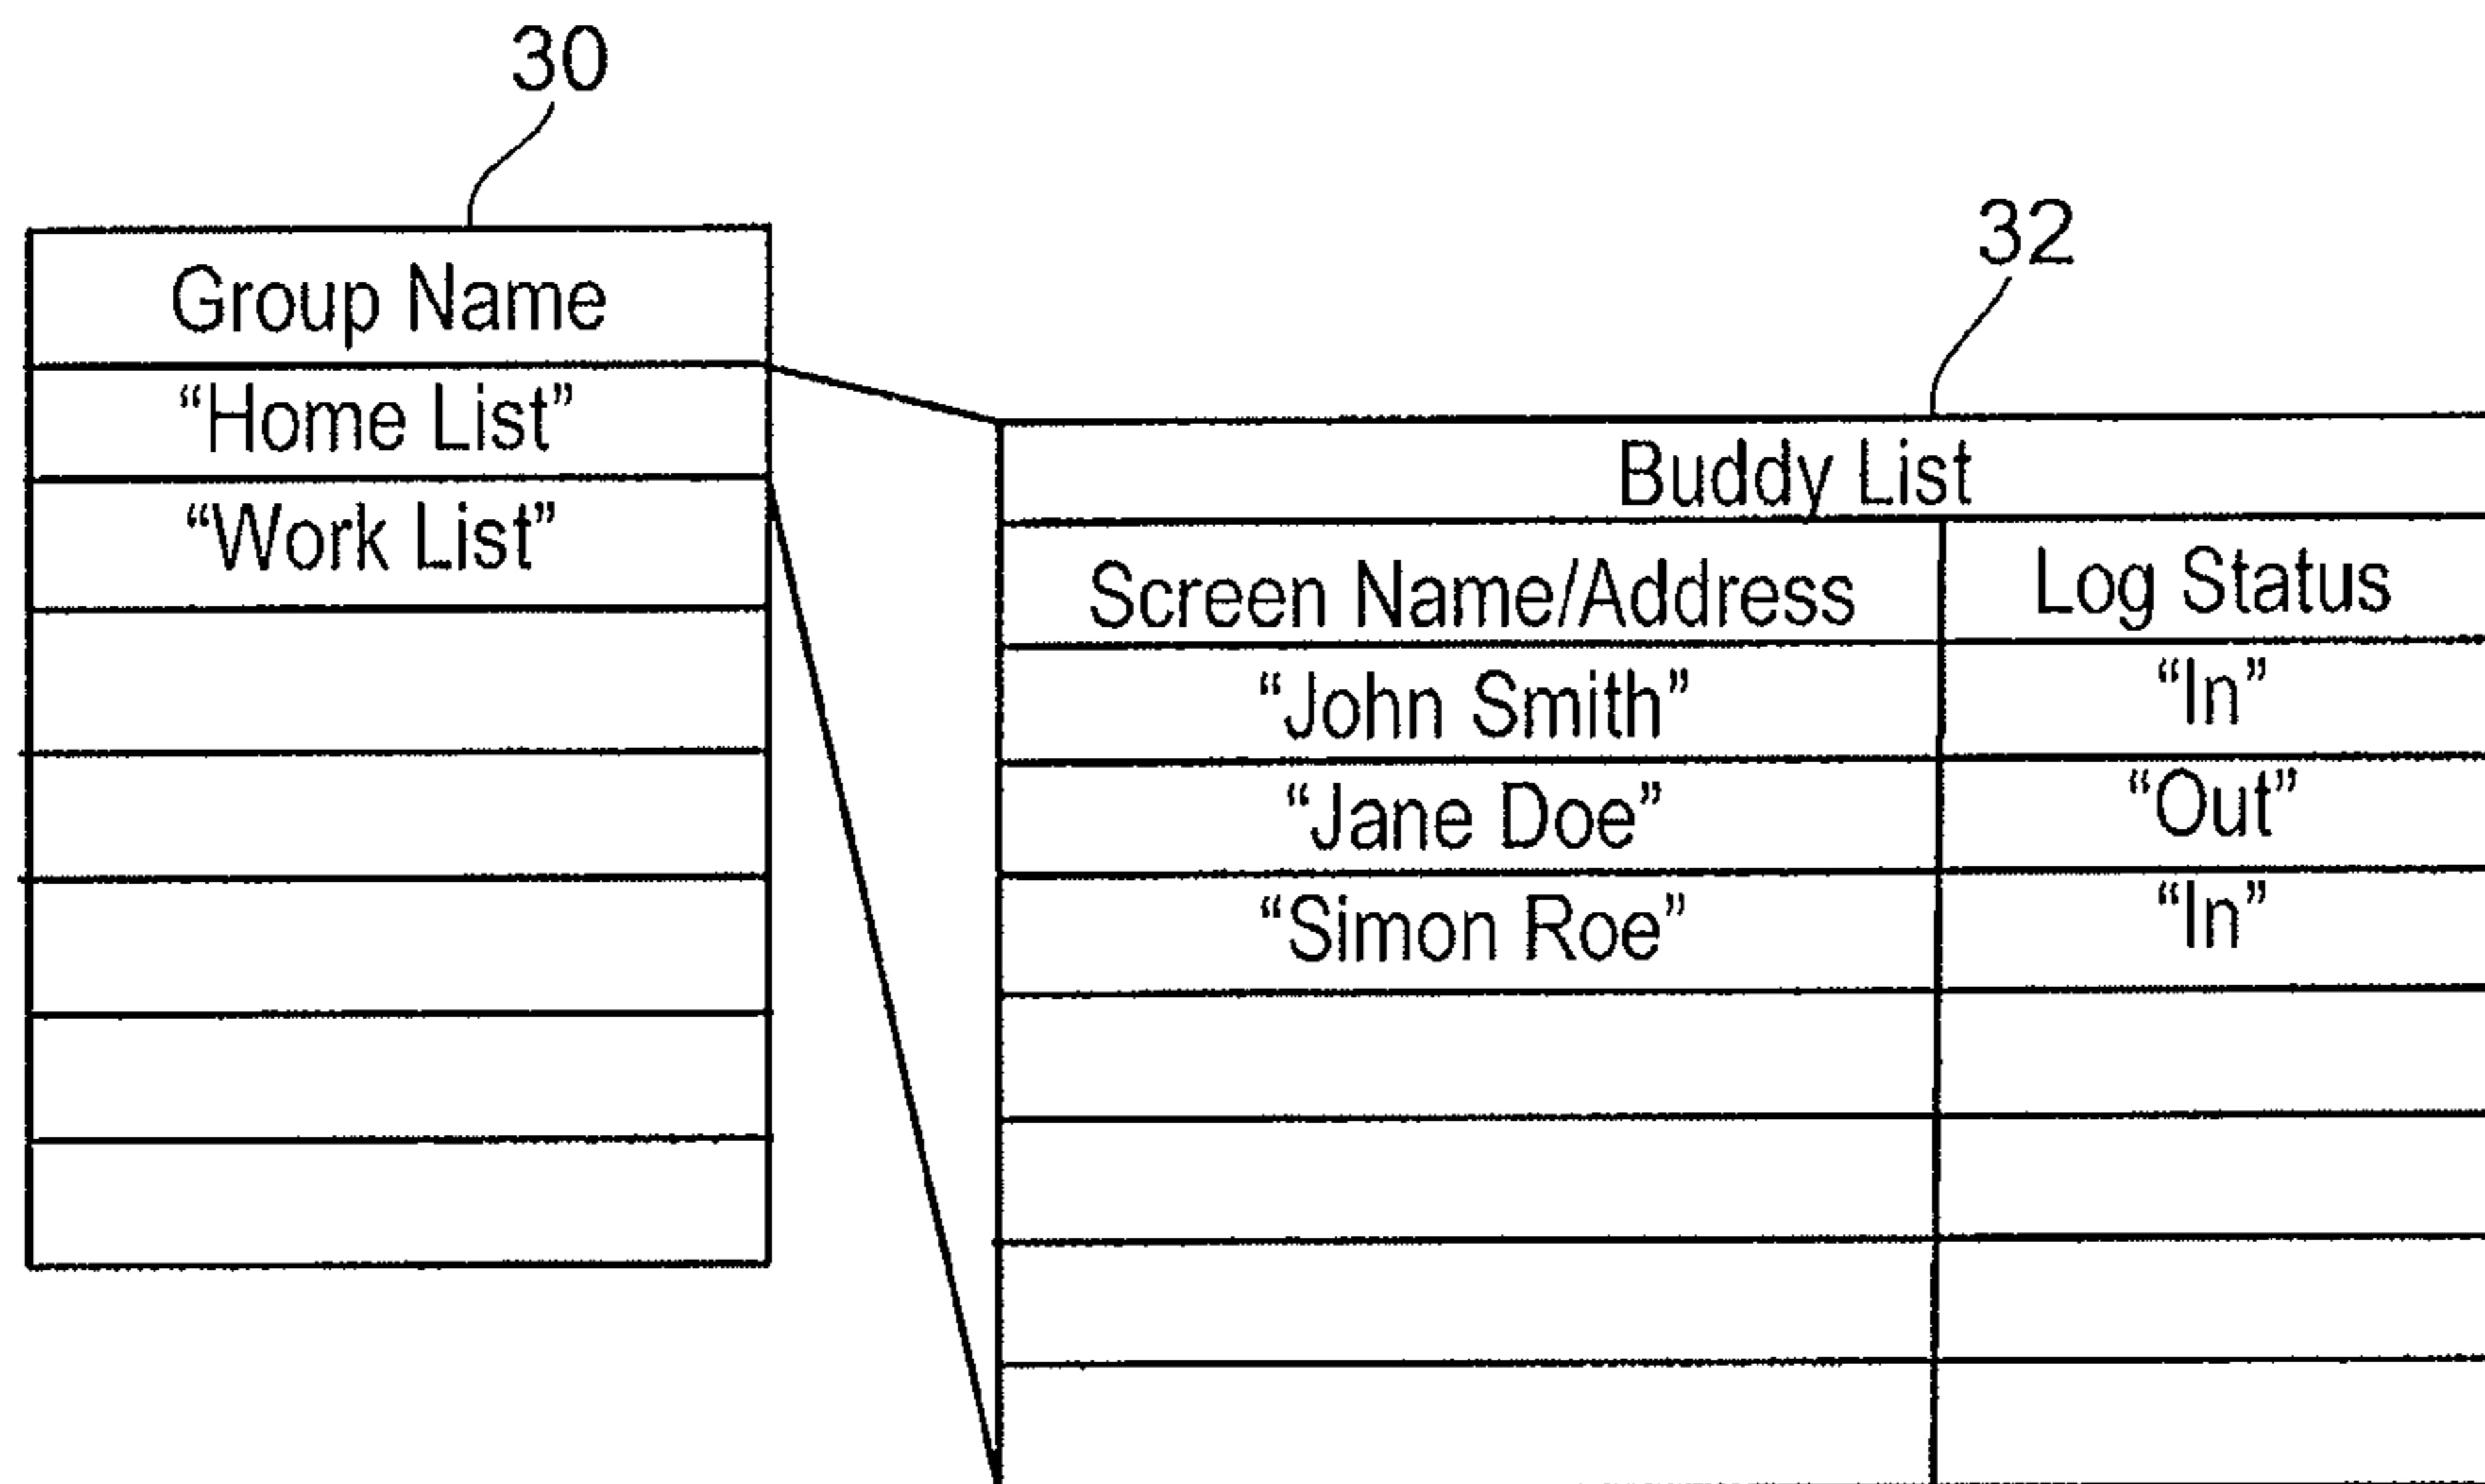 30
Group Name
“Home List”
“Work List”
32
Buddy List
Screen Name/Address Log Status
“John Smith” “In”
“Jane Doe” “Out”
“Simon Roe” “In”